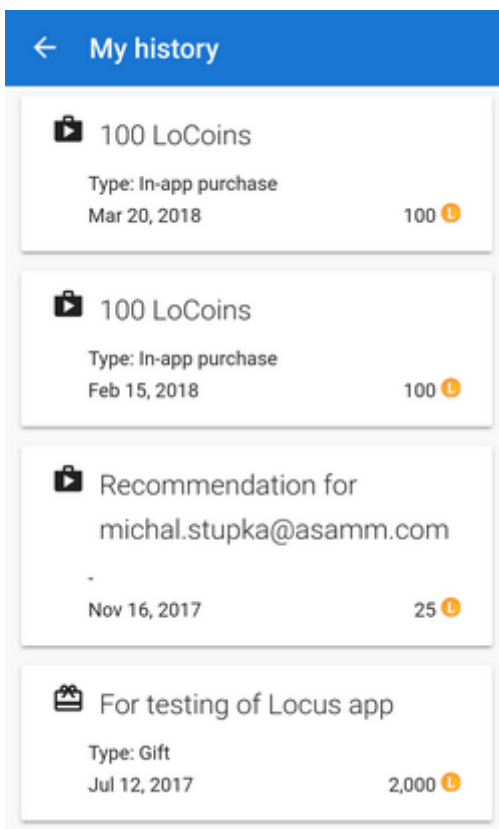 My history
100 LoCoins
Type: In-app purchase
Mar 20, 2018
100 L
100 LoCoins
Type: In-app purchase
Feb 15, 2018
100 L
Recommendation for
michal.stupka@asamm.com
-
Nov 16, 2017
25 L
For testing of Locus app
Type: Gift
Jul 12, 2017
2,000 L